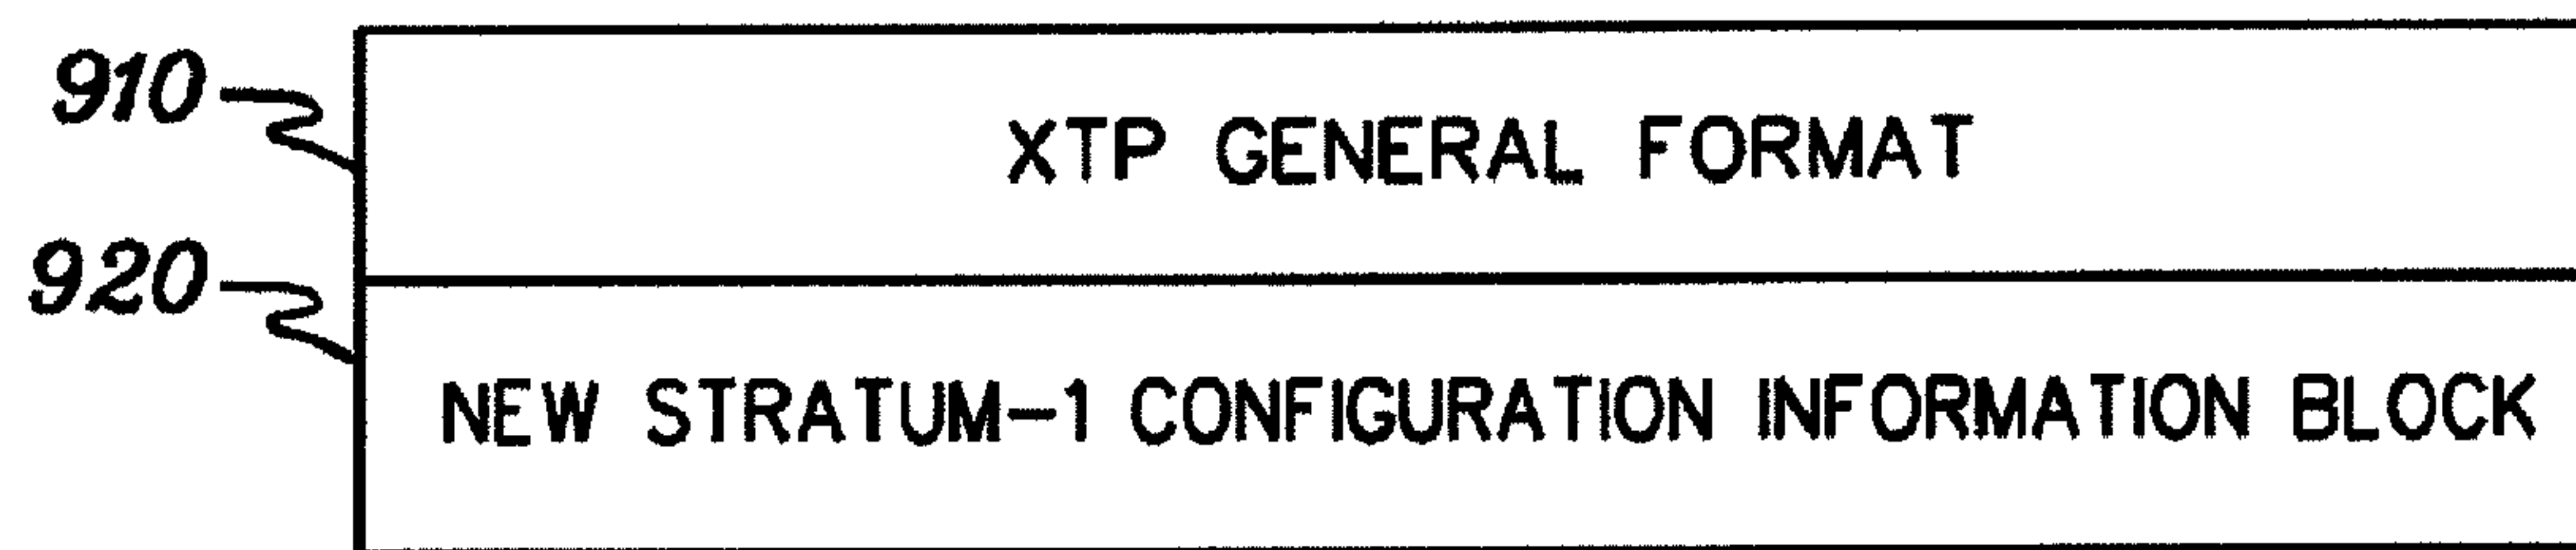 910
XTP GENERAL FORMAT
920
NEW STRATUM-1 CONFIGURATION INFORMATION BLOCK